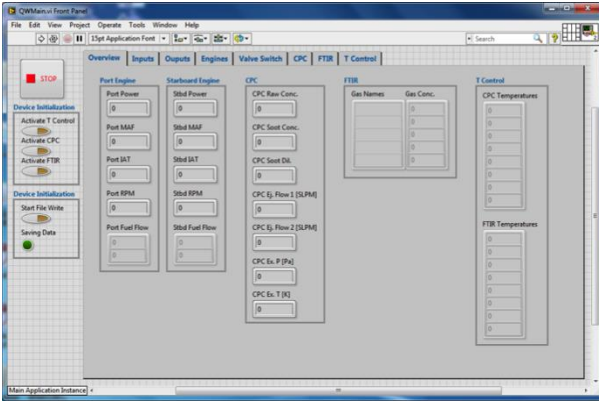 QWMain.vi Front Panel
File Edit View Project Operate Tools Window Help
15pt Application Font
Search
Overview Inputs Ouputs Engines Valve Switch CPC FTIR T Control
STOP
Device Initialization
Activate T Control
Activate CPC
Activate FTIR
Device Initialization
Start File Write
Saving Data
Port Engine
Port Power
0
Port MAF
0
Port IAT
0
Port RPM
0
Port Fuel Flow
0
0
Starboard Engine
Stbd Power
0
Stbd MAF
0
Stbd IAT
0
Stbd RPM
0
Stbd Fuel Flow
0
0
CPC
CPC Raw Conc.
0
CPC Soot Conc.
0
CPC Soot Dil.
0
CPC Ej. Flow 1 [SLPM]
0
CPC Ej. Flow 2 [SLPM]
0
CPC Ex. P [Pa]
0
CPC Ex. T [K]
0
FTIR
Gas Names Gas Conc.
0
0
0
0
0
T Control
CPC Temperatures
0
0
0
0
0
0
0
FTIR Temperatures
0
0
0
0
0
0
0
0
Main Application Instance